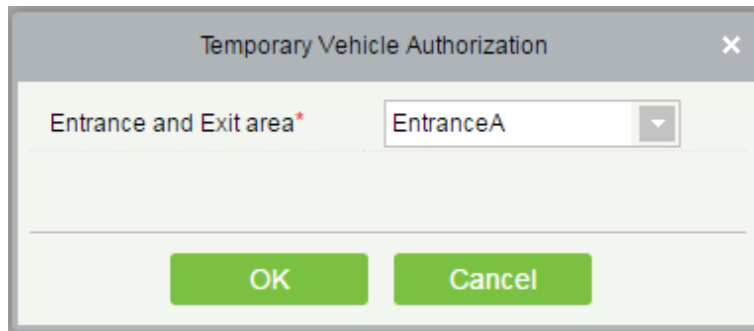 Temporary Vehicle Authorization ×
Entrance and Exit area* EntranceA
OK Cancel